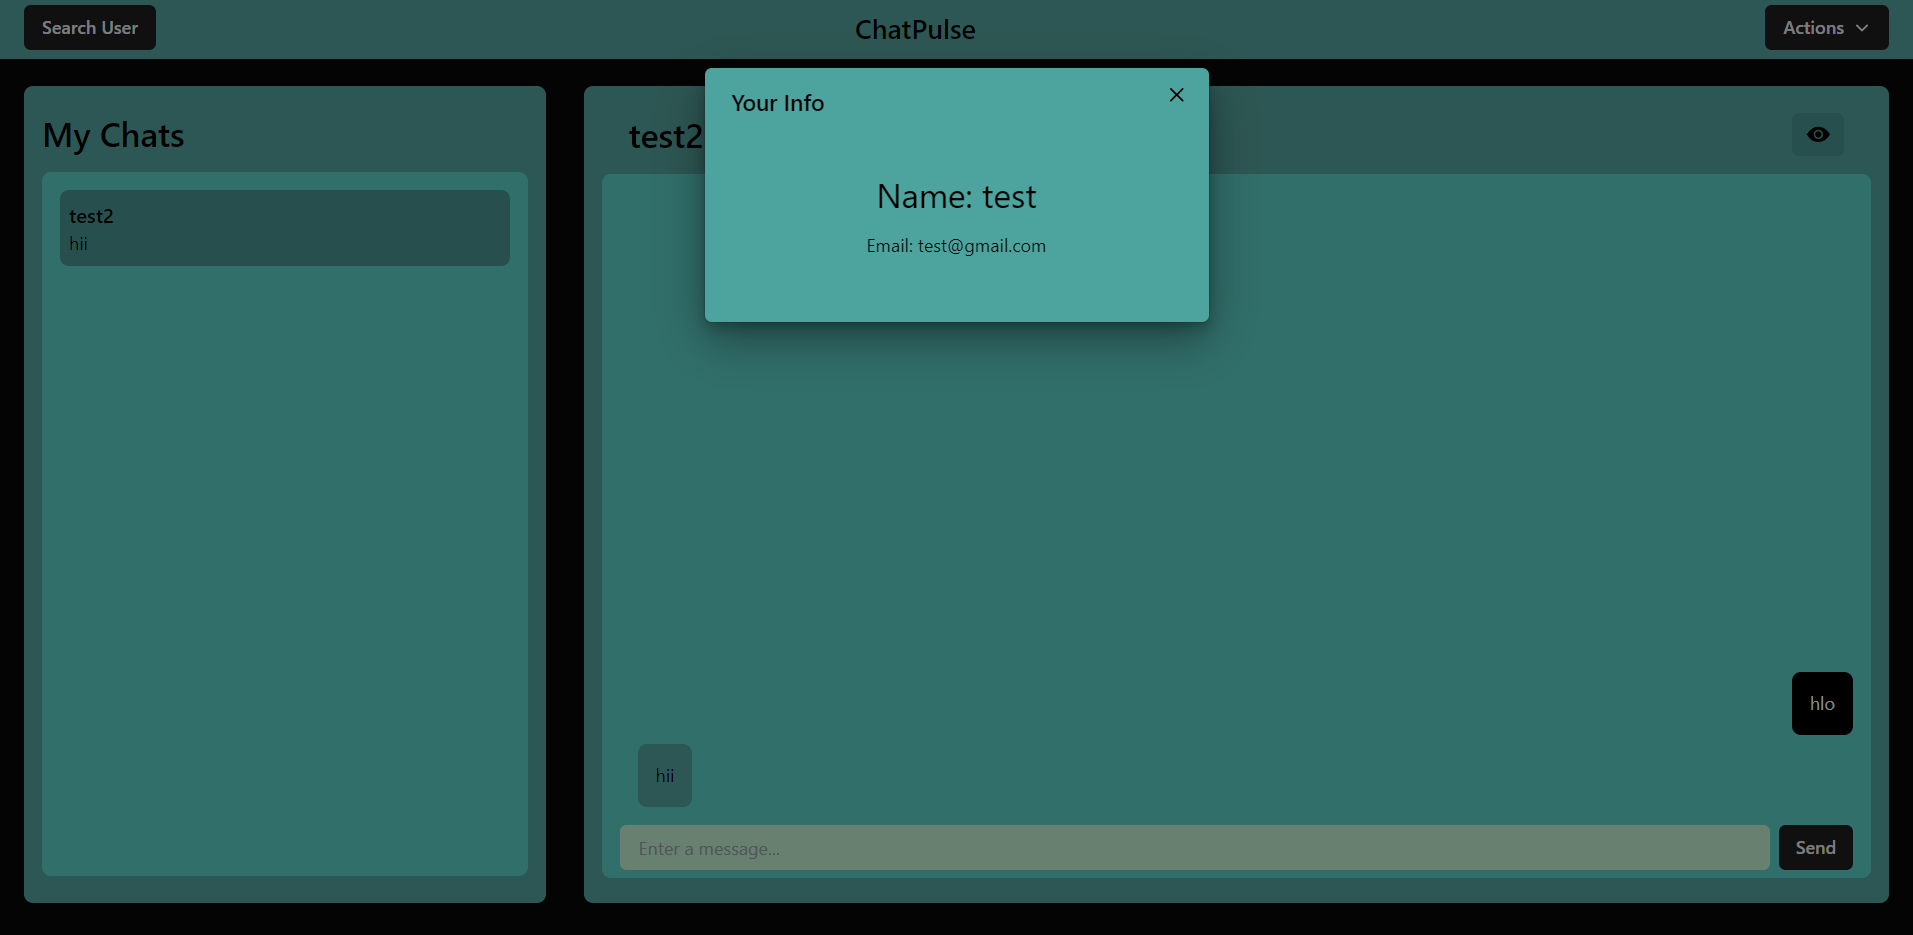 Search User
ChatPulse
Actions
My Chats
test2
hii
test2
Your Info
Name: test
Email: test@gmail.com
hlo
hii
Enter a message...
Send